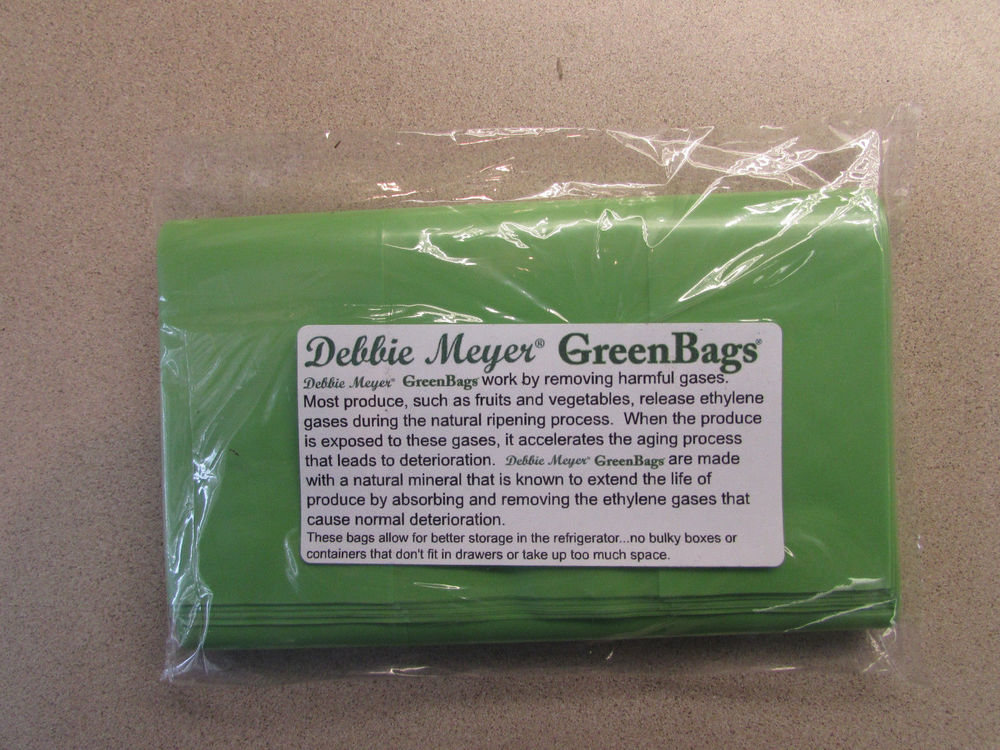 Debbie Meyer® GreenBags®
Debbie Meyer® GreenBags® work by removing harmful gases.
Most produce, such as fruits and vegetables, release ethylene
gases during the natural ripening process. When the produce
is exposed to these gases, it accelerates the aging process
that leads to deterioration. Debbie Meyer® GreenBags® are made
with a natural mineral that is known to extend the life of
produce by absorbing and removing the ethylene gases that
cause normal deterioration.
These bags allow for better storage in the refrigerator...no bulky boxes or
containers that don't fit in drawers or take up too much space.